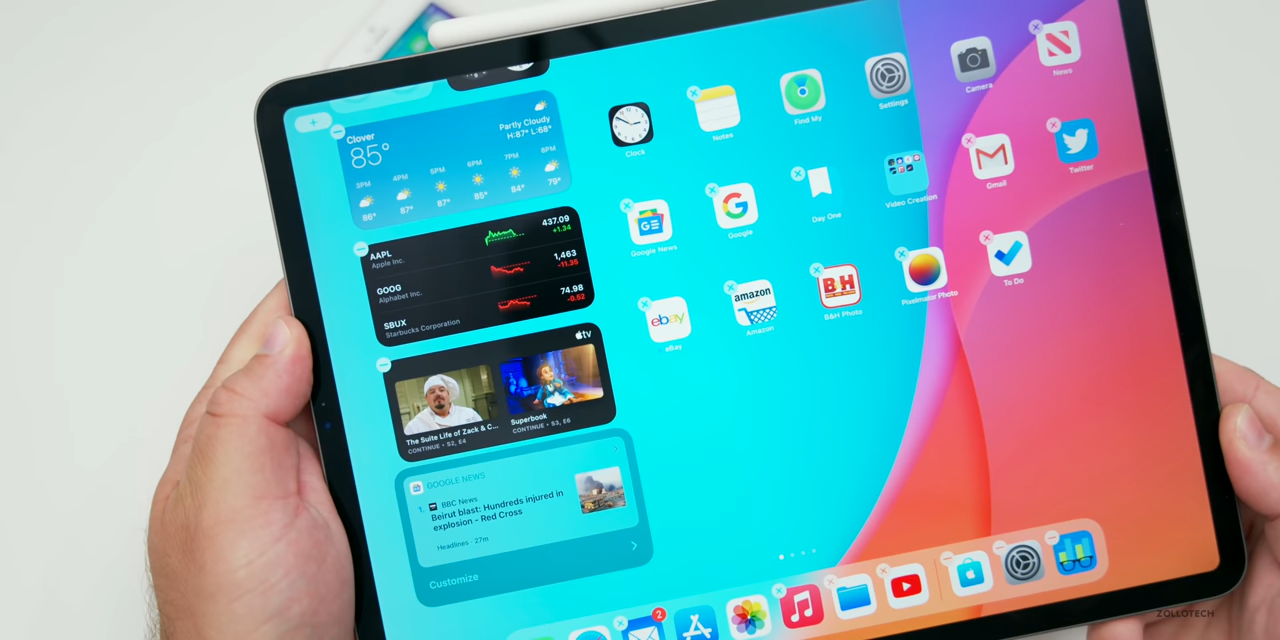 +
Clover
85°
Partly Cloudy
H:87° L:68°
3PM 4PM 5PM 6PM 7PM 8PM
86° 87° 87° 85° 84° 79°
AAPL 437.09
Apple Inc. +1.34
GOOG 1,463
Alphabet Inc. -11.35
SBUX 74.98
Starbucks Corporation -0.52
tv
The Suite Life of Zack & C...
CONTINUE • S2, E4
Superbook
CONTINUE • S3, E6
GOOGLE NEWS
1. BBC News
Beirut blast: Hundreds injured in
explosion - Red Cross
Headlines · 27m
Customize
Clock
Notes
Find My
Settings
Camera
News
GE
Google News
G
Google
Day One
Video Creation
Gmail
Twitter
ebay
eBay
amazon
Amazon
BH
B&H Photo
Pixelmator Photo
To Do
2
ZOLLOTECH